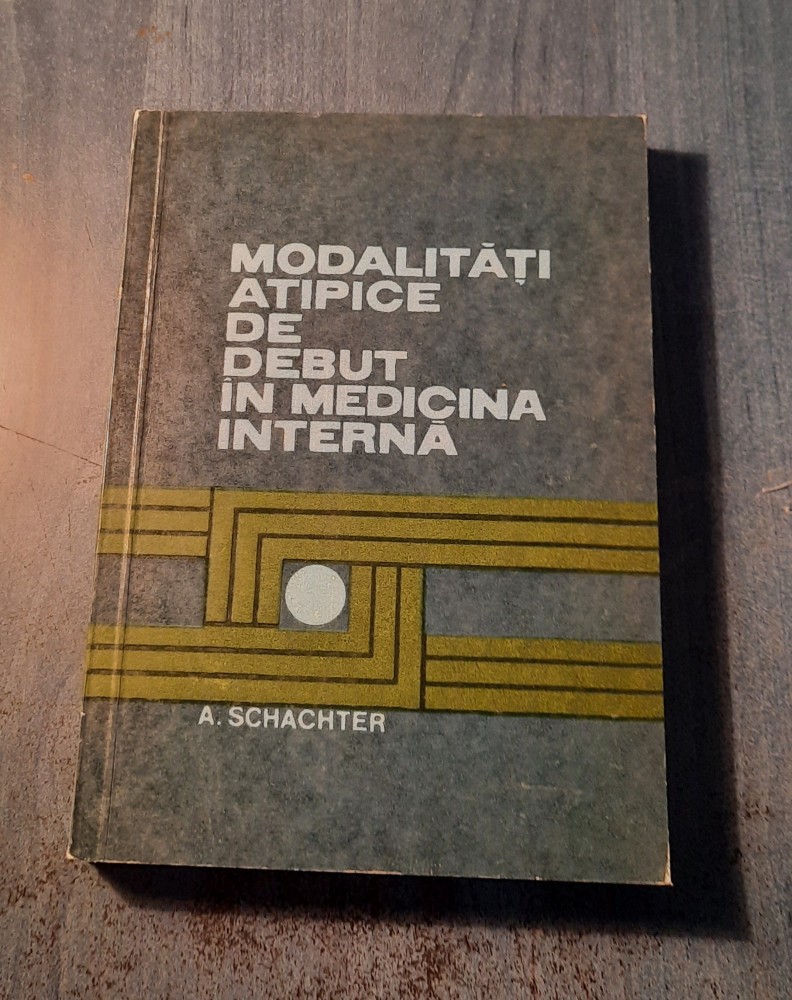 MODALITĂȚI
ATIPICE
DE
DEBUT
ÎN MEDICINA
INTERNĂ
A. SCHACHTER